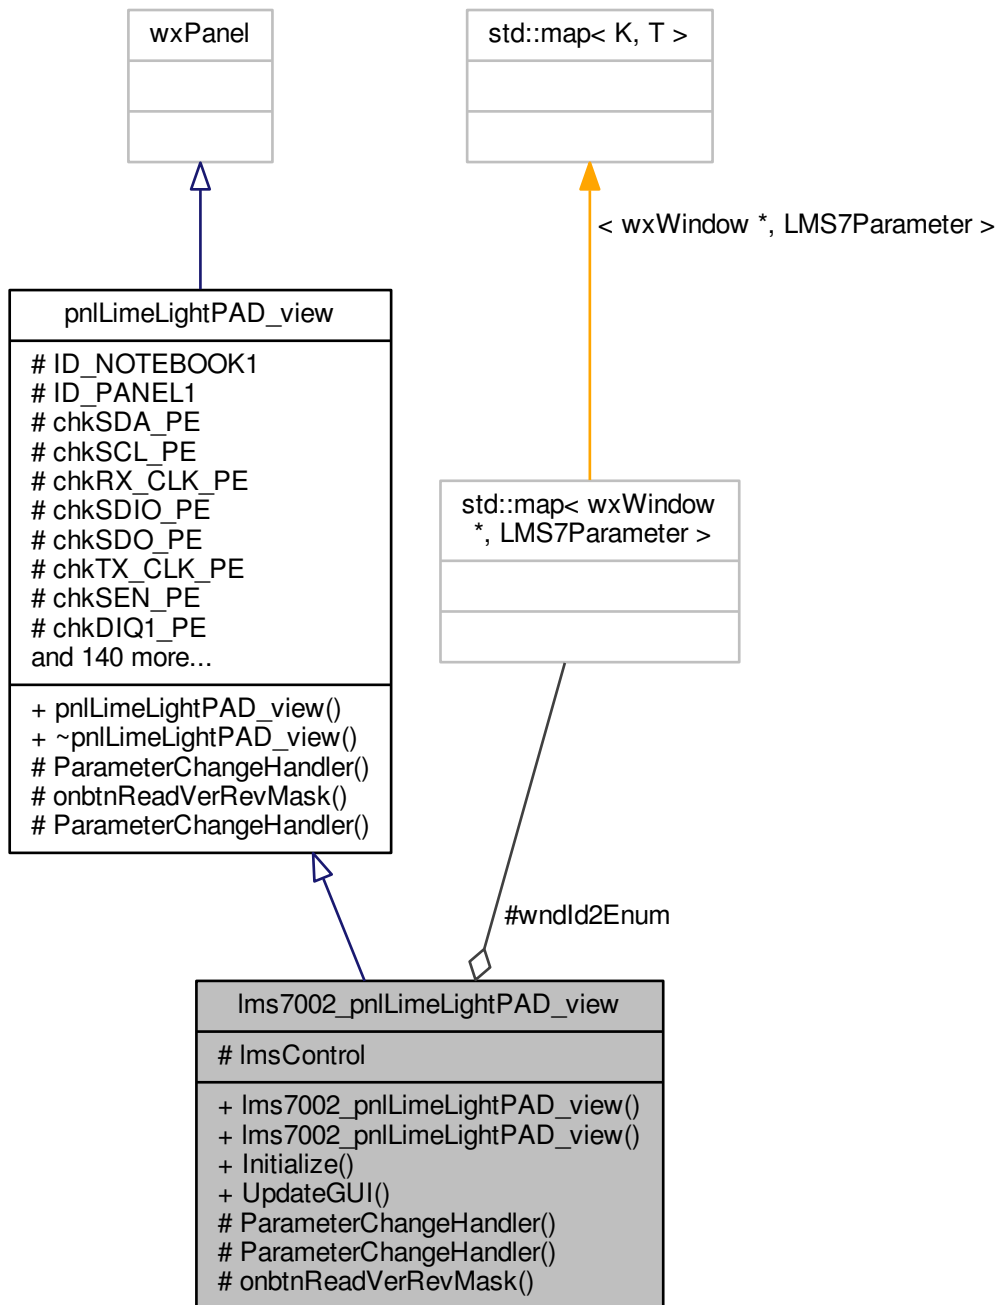 wxPanel
std::map< K, T >
< wxWindow *, LMS7Parameter >
pnlLimeLightPAD_view
# ID_NOTEBOOK1
# ID_PANEL1
# chkSDA_PE
# chkSCL_PE
# chkRX_CLK_PE
# chkSDIO_PE
# chkSDO_PE
# chkTX_CLK_PE
# chkSEN_PE
# chkDIQ1_PE
and 140 more...
+ pnlLimeLightPAD_view()
+ ~pnlLimeLightPAD_view()
# ParameterChangeHandler()
# onbtnReadVerRevMask()
# ParameterChangeHandler()
std::map< wxWindow
*, LMS7Parameter >
#wndId2Enum
lms7002_pnlLimeLightPAD_view
# lmsControl
+ lms7002_pnlLimeLightPAD_view()
+ lms7002_pnlLimeLightPAD_view()
+ Initialize()
+ UpdateGUI()
# ParameterChangeHandler()
# ParameterChangeHandler()
# onbtnReadVerRevMask()